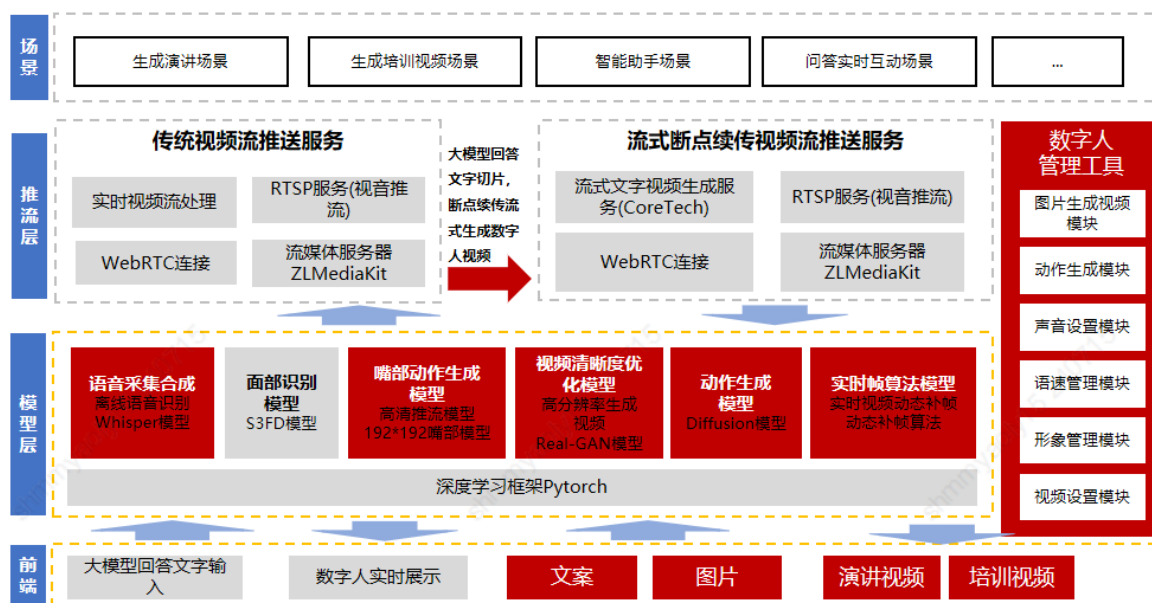 场景
生成演讲场景
生成培训视频场景
智能助手场景
问答实时互动场景
...
推流层
传统视频流推送服务
实时视频流处理
RTSP服务(视音推
流)
WebRTC连接
流媒体服务器
ZLMediaKit
大模型回答
文字切片，
断点续传流
式生成数字
人视频
流式断点续传视频流推送服务
流式文字视频生成服
务(CoreTech)
RTSP服务(视音推流)
WebRTC连接
流媒体服务器
ZLMediaKit
数字人
管理工具
图片生成视频
模块
动作生成模块
声音设置模块
语速管理模块
形象管理模块
视频设置模块
模型层
语音采集合成
离线语音识别
Whisper模型
面部识别
模型
S3FD模型
嘴部动作生成
模型
高清推流模型
192*192嘴部模型
视频清晰度优
化模型
高分辨率生成
视频
Real-GAN模型
动作生成
模型
Diffusion模型
实时帧算法模型
实时视频动态补帧
动态补帧算法
深度学习框架Pytorch
前端
大模型回答文字输
入
数字人实时展示
文案
图片
演讲视频
培训视频